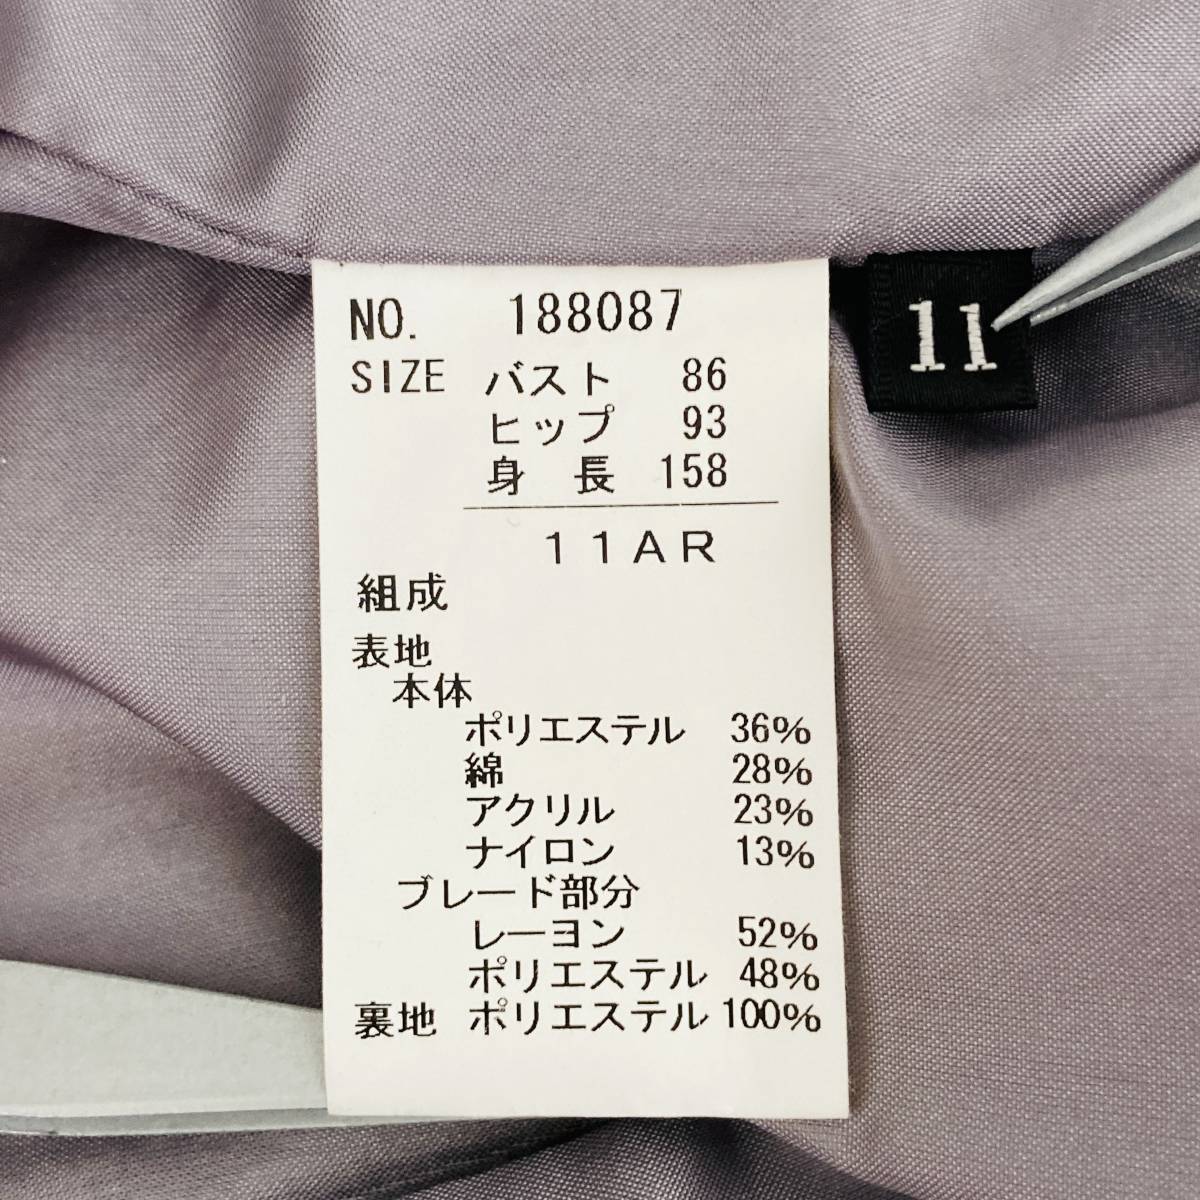 NO. 188087
SIZE バスト 86
ヒップ 93
身長 158
11AR
組成
表地
本体
ポリエステル 36%
綿 28%
アクリル 23%
ナイロン 13%
ブレード部分
レーヨン 52%
ポリエステル 48%
裏地 ポリエステル 100%
11